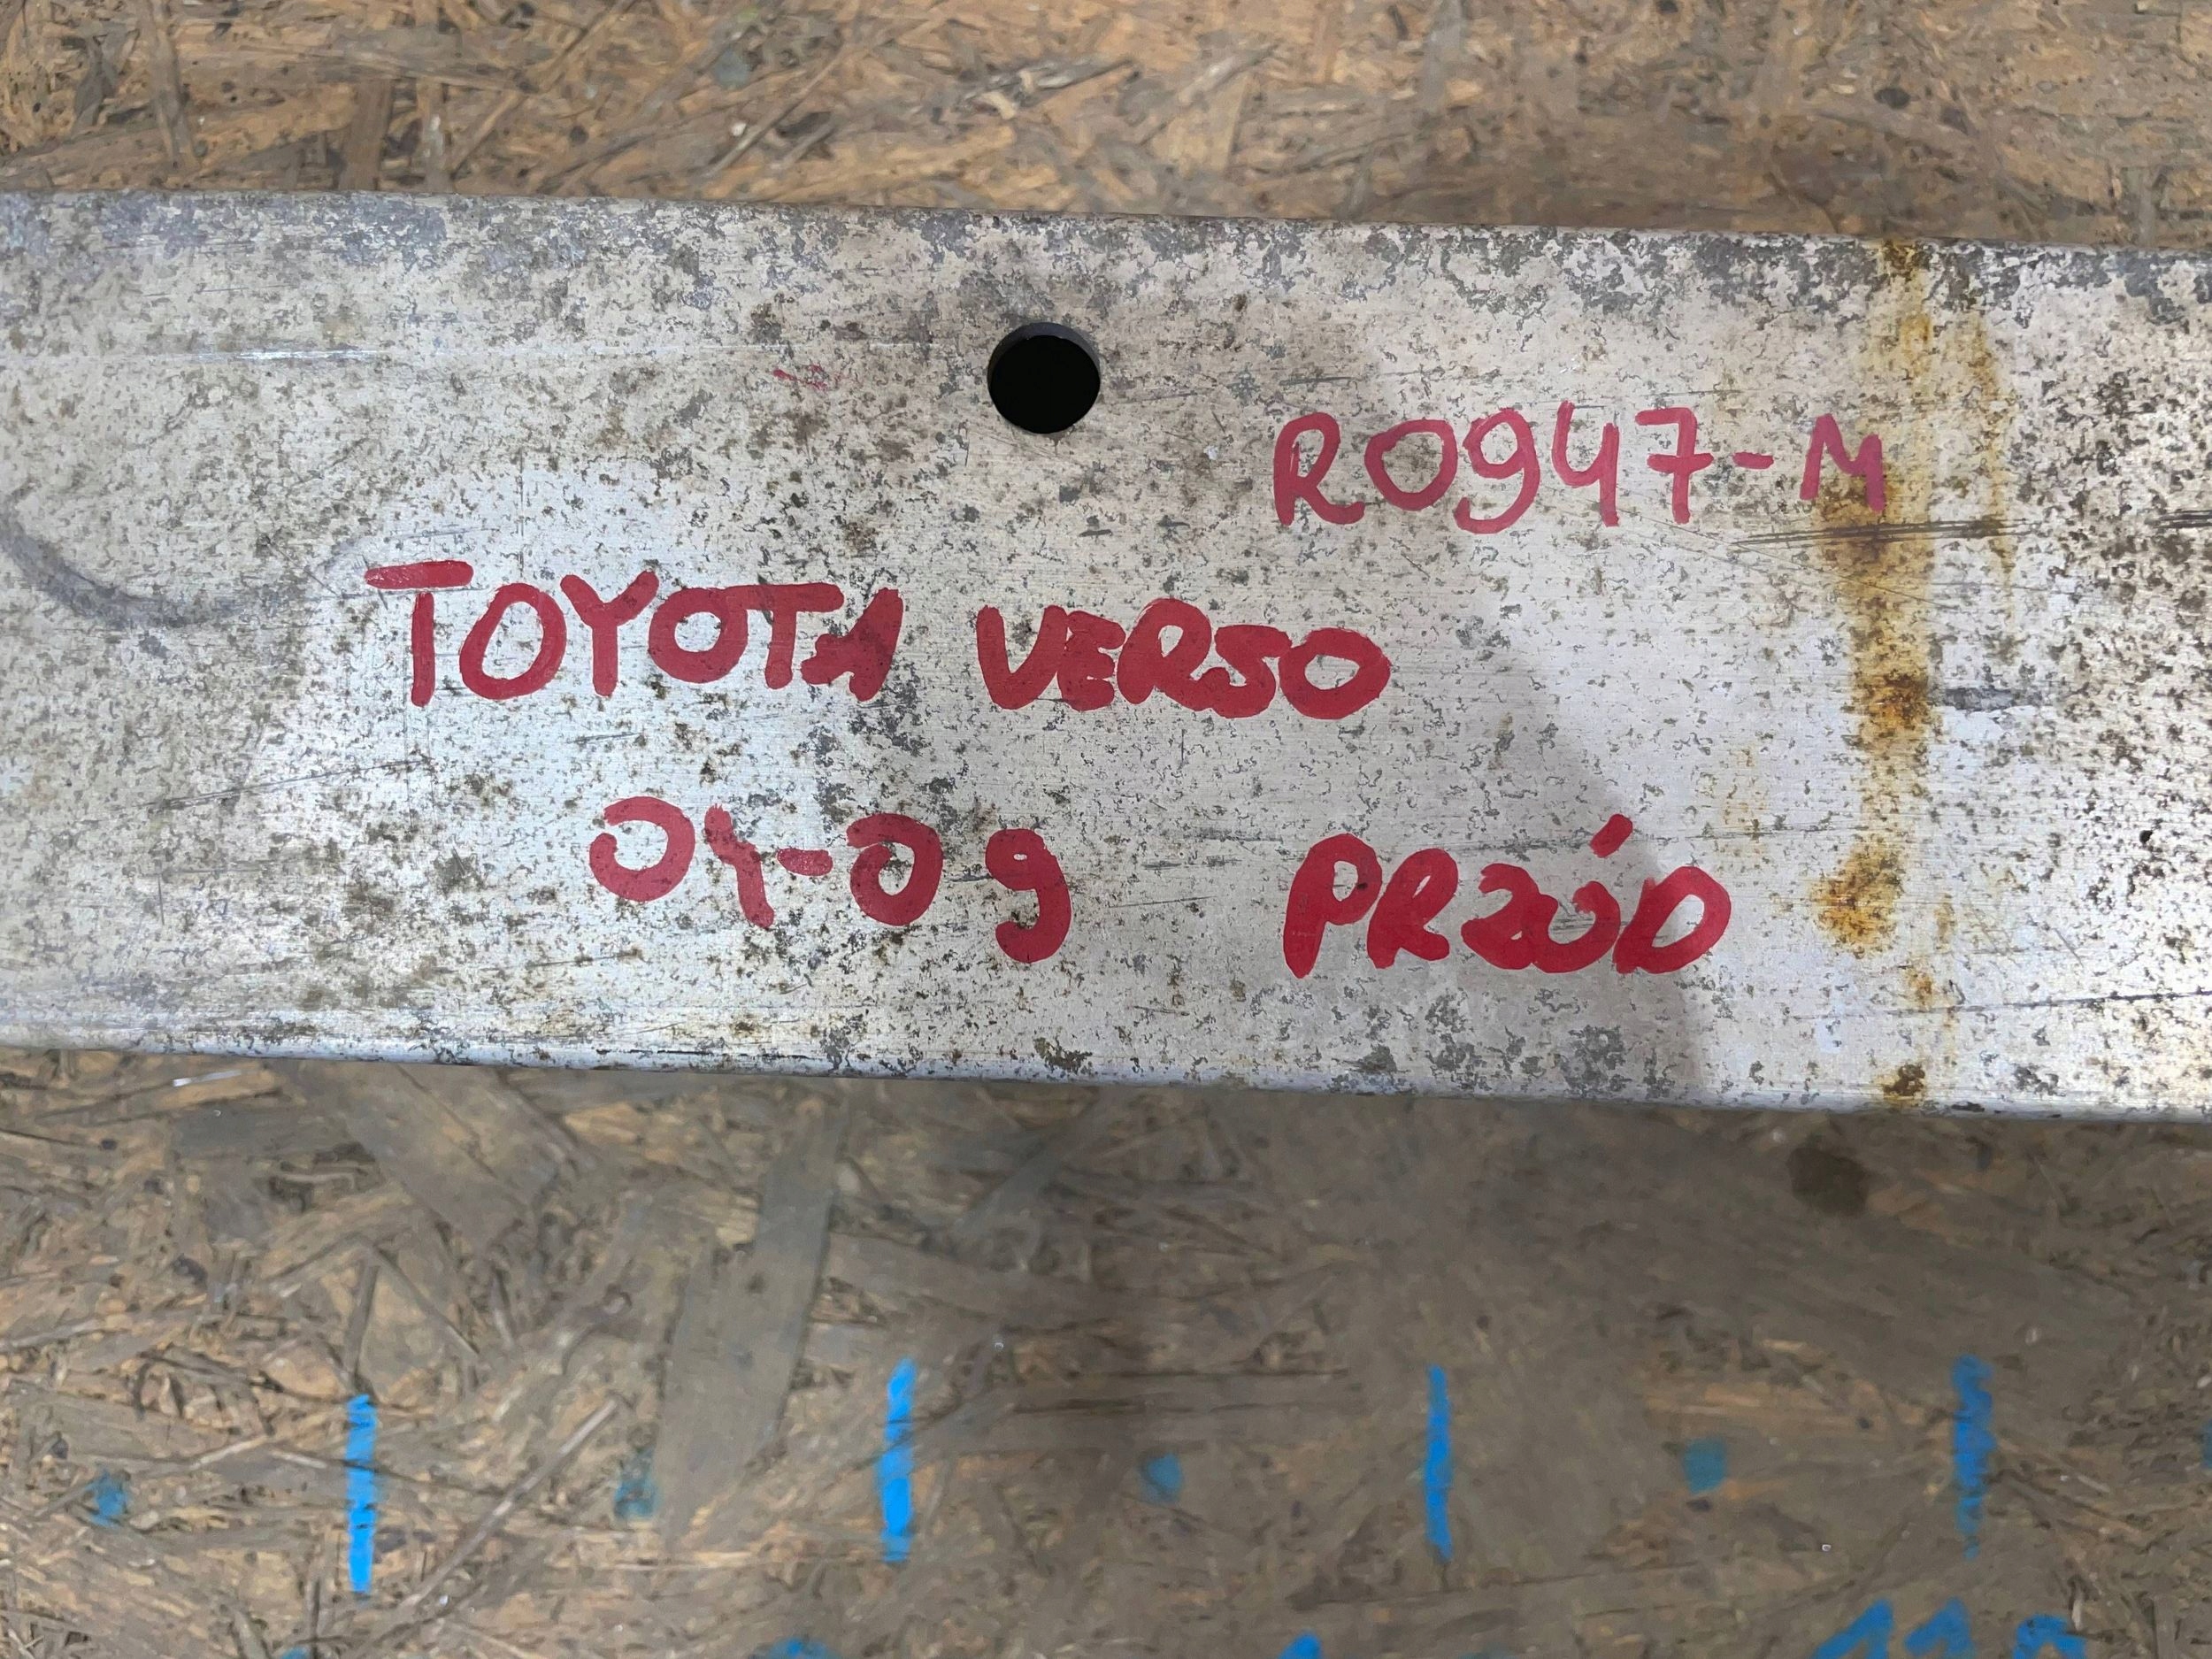 R0947-M
TOYOTA VERSO
04-09 PRZÓD